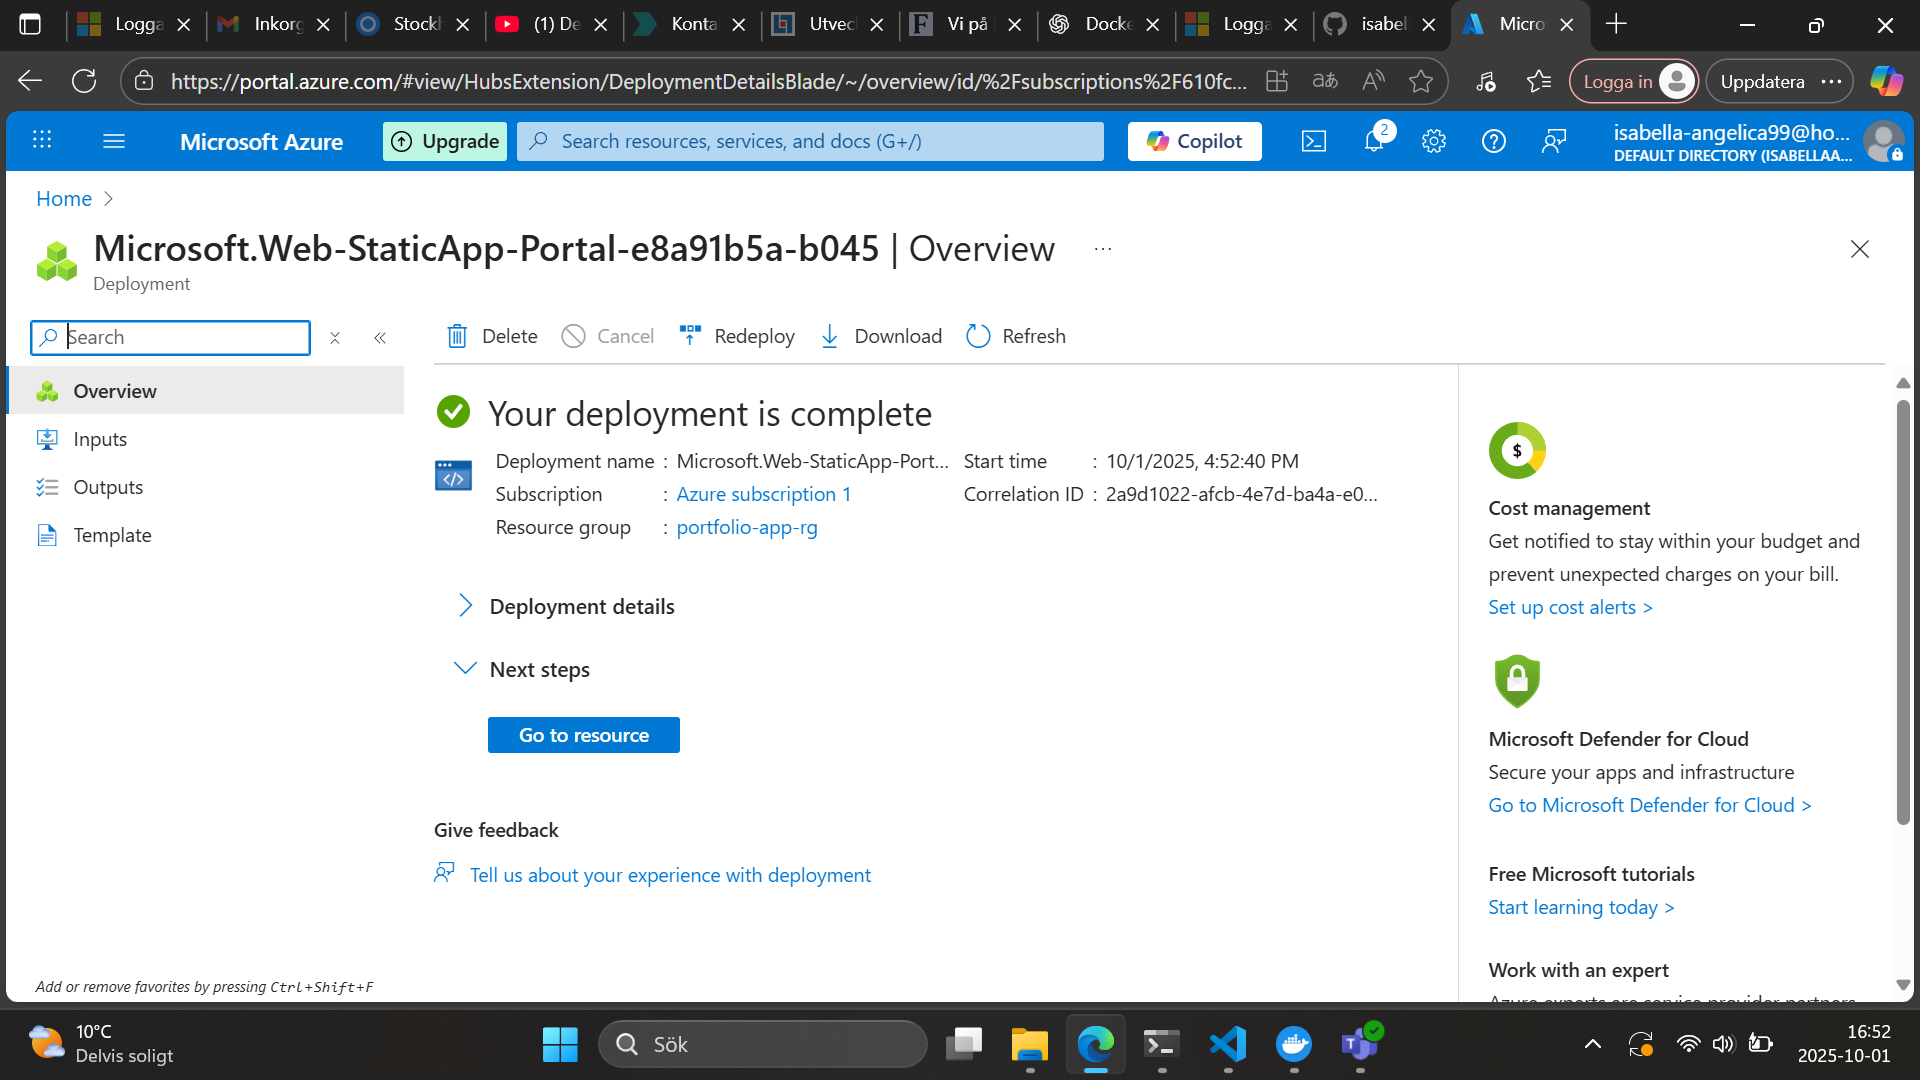 Logga
Inkorg
Stockh
(1) De
Konta
Utvec
Vi på
Docke
Logga
isabel
Micro
https://portal.azure.com/#view/HubsExtension/DeploymentDetailsBlade/~/overview/id/%2Fsubscriptions%2F610fc...
Logga in
Uppdatera
Microsoft Azure
Upgrade
Search resources, services, and docs (G+/)
Copilot
2
isabella-angelica99@ho...
DEFAULT DIRECTORY (ISABELLAA...
Home
Microsoft.Web-StaticApp-Portal-e8a91b5a-b045 | Overview
Deployment
Search
Delete
Cancel
Redeploy
Download
Refresh
Overview
Inputs
Outputs
Template
Your deployment is complete
Deployment name : Microsoft.Web-StaticApp-Port...
Subscription : Azure subscription 1
Resource group : portfolio-app-rg
Start time : 10/1/2025, 4:52:40 PM
Correlation ID : 2a9d1022-afcb-4e7d-ba4a-e0...
Deployment details
Next steps
Go to resource
Give feedback
Tell us about your experience with deployment
Cost management
Get notified to stay within your budget and
prevent unexpected charges on your bill.
Set up cost alerts >
Microsoft Defender for Cloud
Secure your apps and infrastructure
Go to Microsoft Defender for Cloud >
Free Microsoft tutorials
Start learning today >
Work with an expert
Azure experts are service provider partners
Add or remove favorites by pressing Ctrl+Shift+F
10°C
Delvis soligt
Sök
16:52
2025-10-01